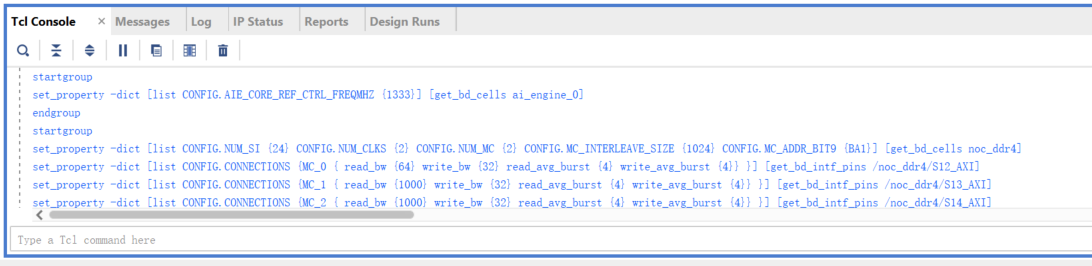 Tcl Console × Messages Log IP Status Reports Design Runs
startgroup
set_property -dict [list CONFIG.AIE_CORE_REF_CTRL_FREQMHZ {1333}] [get_bd_cells ai_engine_0]
endgroup
startgroup
set_property -dict [list CONFIG.NUM_SI {24} CONFIG.NUM_CLKS {2} CONFIG.NUM_MC {2} CONFIG.MC_INTERLEAVE_SIZE {1024} CONFIG.MC_ADDR_BIT9 {BA1}] [get_bd_cells noc_ddr4]
set_property -dict [list CONFIG.CONNECTIONS {MC_0 { read_bw {64} write_bw {32} read_avg_burst {4} write_avg_burst {4}} }] [get_bd_intf_pins /noc_ddr4/S12_AXI]
set_property -dict [list CONFIG.CONNECTIONS {MC_1 { read_bw {1000} write_bw {32} read_avg_burst {4} write_avg_burst {4}} }] [get_bd_intf_pins /noc_ddr4/S13_AXI]
set_property -dict [list CONFIG.CONNECTIONS {MC_2 { read_bw {1000} write_bw {32} read_avg_burst {4} write_avg_burst {4}} }] [get_bd_intf_pins /noc_ddr4/S14_AXI]
Type a Tcl command here